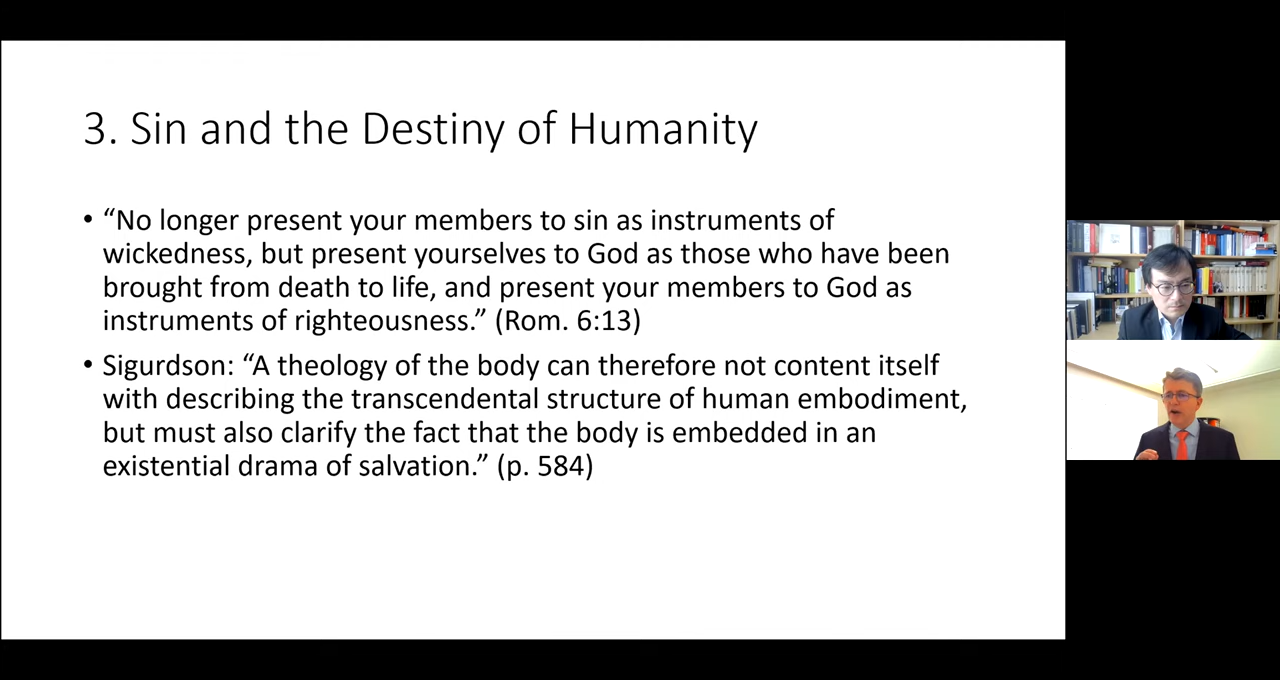 3. Sin and the Destiny of Humanity
• “No longer present your members to sin as instruments of
wickedness, but present yourselves to God as those who have been
brought from death to life, and present your members to God as
instruments of righteousness.” (Rom. 6:13)
• Sigurdson: “A theology of the body can therefore not content itself
with describing the transcendental structure of human embodiment,
but must also clarify the fact that the body is embedded in an
existential drama of salvation.” (p. 584)